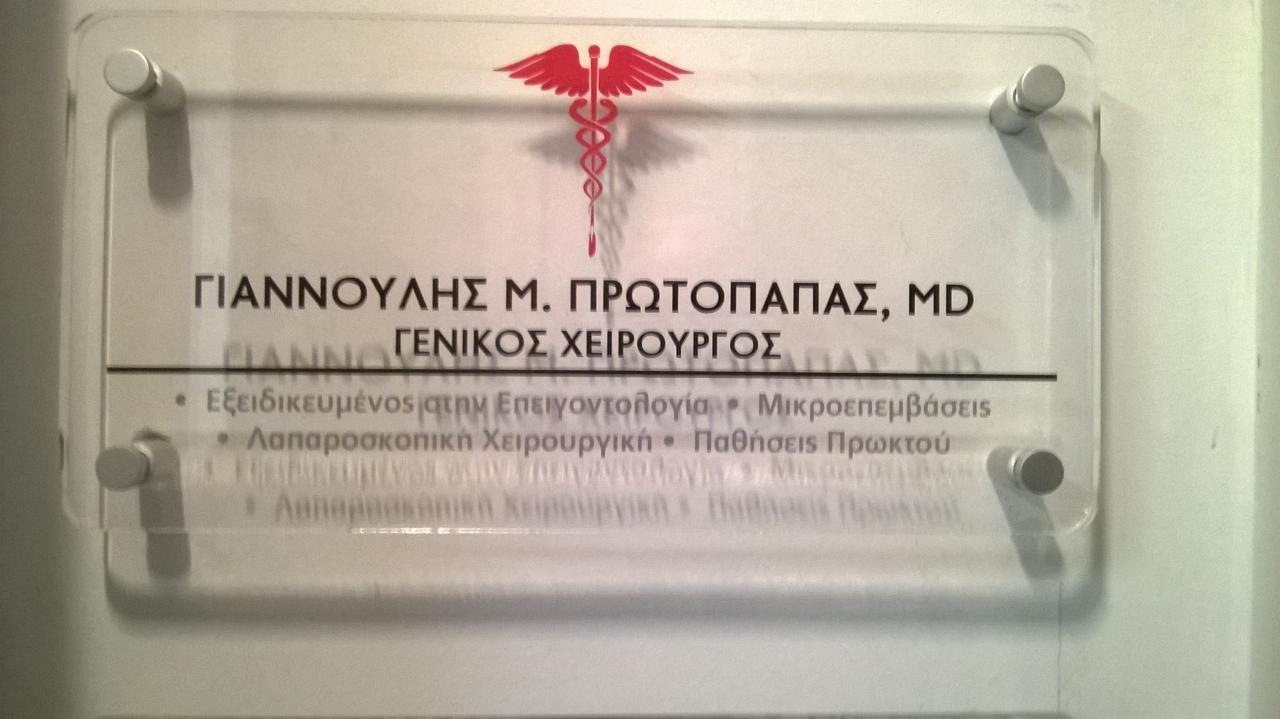 ΓΙΑΝΝΟΥΛΗΣ Μ. ΠΡΩΤΟΠΑΠΑΣ, MD
ΓΕΝΙΚΟΣ ΧΕΙΡΟΥΡΓΟΣ
• Εξειδικευμένος στην Επειγοντολογία • Μικροεπεμβάσεις
• Λαπαροσκοπική Χειρουργική • Παθήσεις Πρωκτού